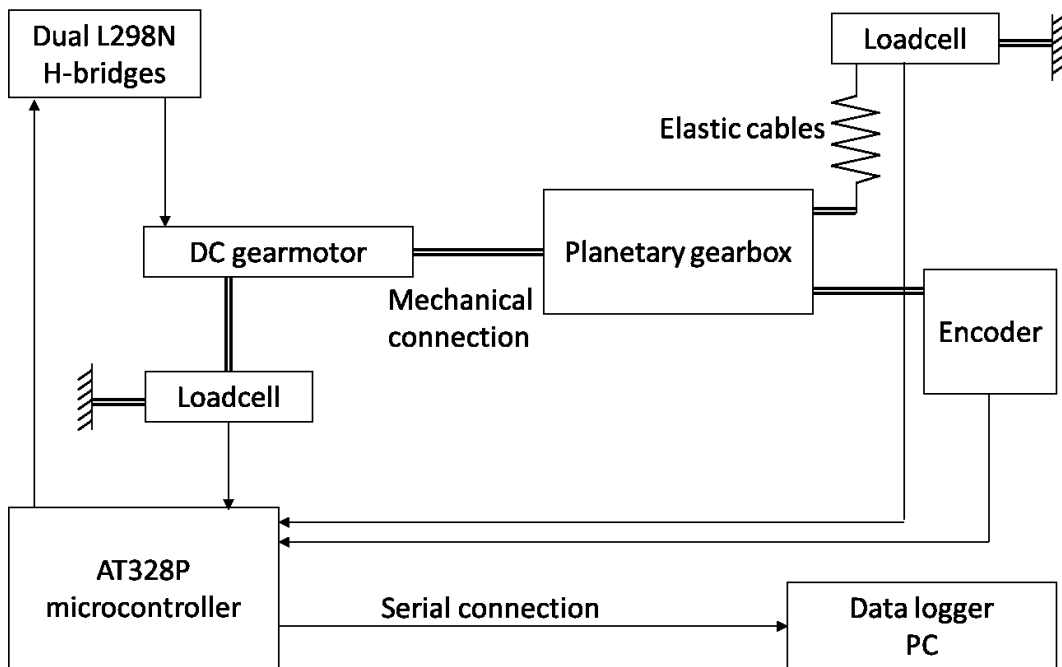 Dual L298N
H-bridges
Loadcell
Elastic cables
DC gearmotor
Planetary gearbox
Mechanical
connection
Encoder
Loadcell
AT328P
microcontroller
Serial connection
Data logger
PC